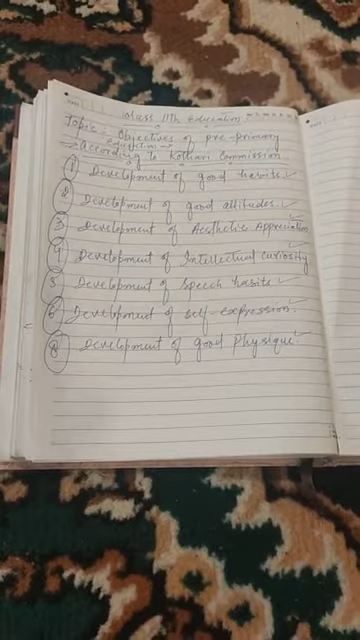 Class 11th Education
Topic - Objectives of pre-primary
Education
→ According to Kothari Commission
1 Development of good habits.
2 Development of good attitudes.
3 Development of Aesthetic Appreciation
4 Development of Intellectual curiosity
5 Development of speech habits
6 Development of self-expression.
8 Development of good Physique.